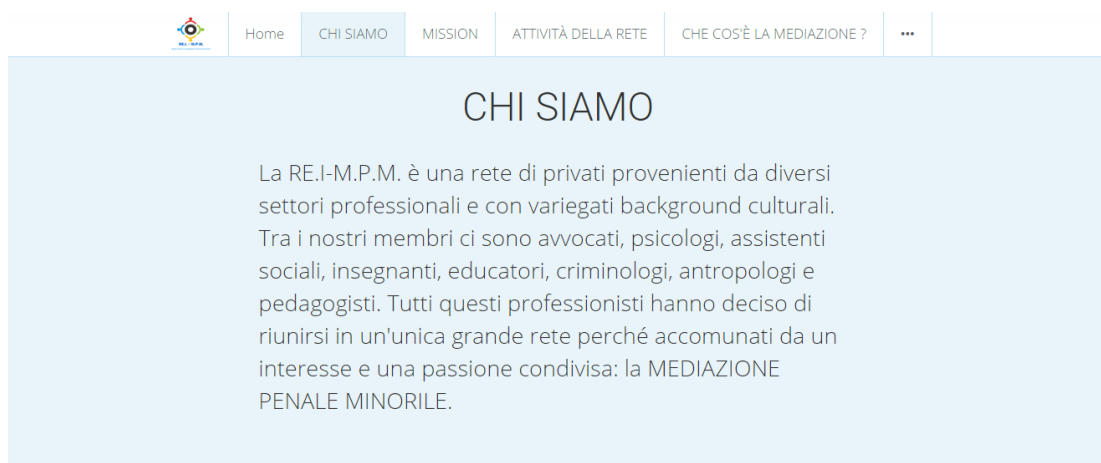 RE.I. - M.P.M.
Home
CHI SIAMO
MISSION
ATTIVITÀ DELLA RETE
CHE COS'È LA MEDIAZIONE ?
•••
CHI SIAMO
La RE.I-M.P.M. è una rete di privati provenienti da diversi
settori professionali e con variegati background culturali.
Tra i nostri membri ci sono avvocati, psicologi, assistenti
sociali, insegnanti, educatori, criminologi, antropologi e
pedagogisti. Tutti questi professionisti hanno deciso di
riunirsi in un'unica grande rete perché accomunati da un
interesse e una passione condivisa: la MEDIAZIONE
PENALE MINORILE.